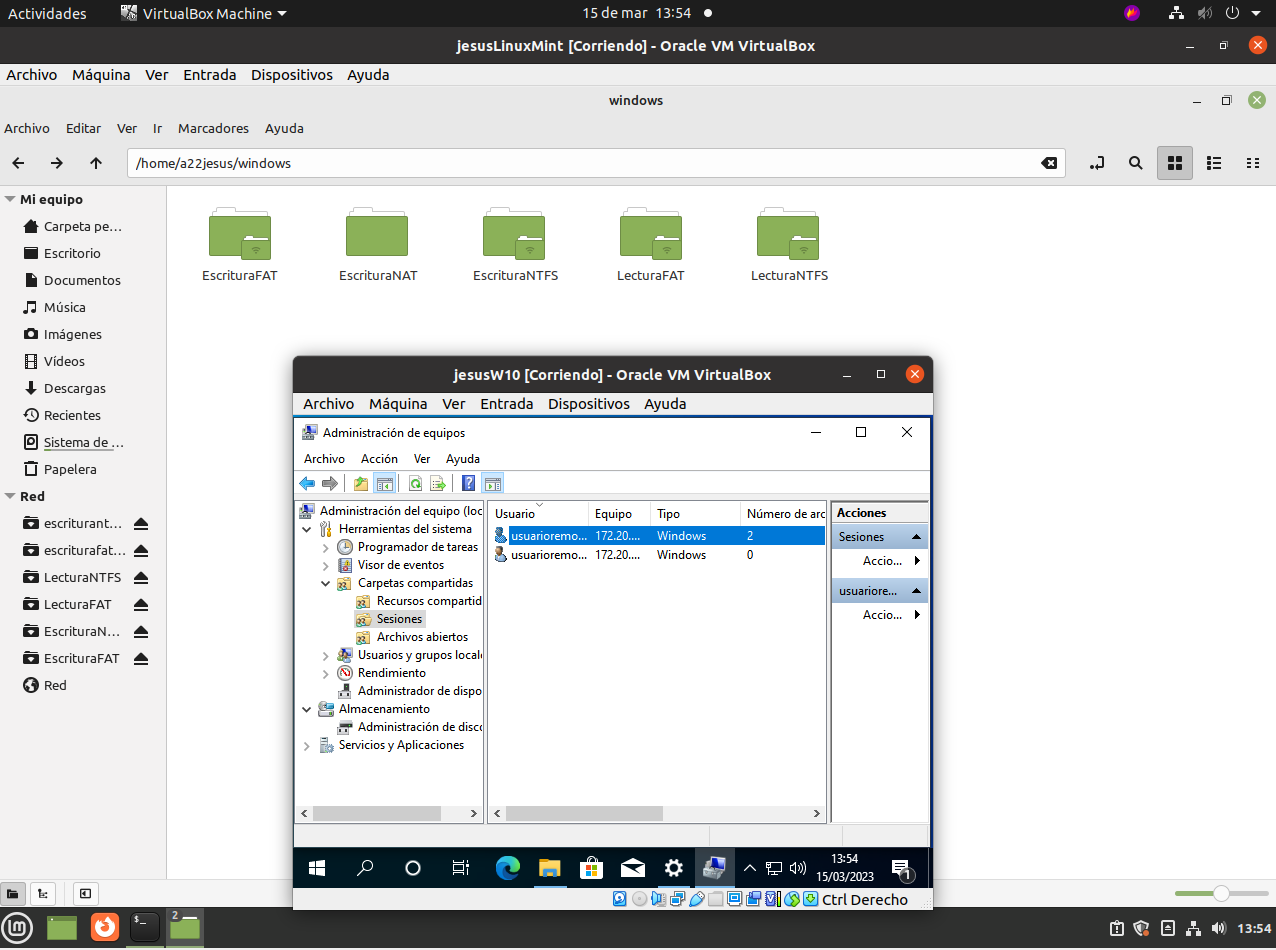 Actividades VirtualBox Machine 15 de mar 13:54
jesusLinuxMint [Corriendo] - Oracle VM VirtualBox
Archivo Máquina Ver Entrada Dispositivos Ayuda
windows
Archivo Editar Ver Ir Marcadores Ayuda
/home/a22jesus/windows
Mi equipo
Carpeta pe...
Escritorio
Documentos
Música
Imágenes
Vídeos
Descargas
Recientes
Sistema de ...
Papelera
Red
escriturant...
escriturafat...
LecturaNTFS
LecturaFAT
EscrituraN...
EscrituraFAT
Red
EscrituraFAT EscrituraNAT EscrituraNTFS LecturaFAT LecturaNTFS
jesusW10 [Corriendo] - Oracle VM VirtualBox
Archivo Máquina Ver Entrada Dispositivos Ayuda
Administración de equipos
Archivo Acción Ver Ayuda
Administración del equipo (loc
Herramientas del sistema
Programador de tareas
Visor de eventos
Carpetas compartidas
Recursos compartid
Sesiones
Archivos abiertos
Usuarios y grupos locale
Rendimiento
Administrador de dispo
Almacenamiento
Administración de disco
Servicios y Aplicaciones
Usuario Equipo Tipo Número de arc
usuarioremo... 172.20.... Windows 2
usuarioremo... 172.20.... Windows 0
Acciones
Sesiones
Accio...
usuariore...
Accio...
13:54
15/03/2023
1
Ctrl Derecho
2
13:54